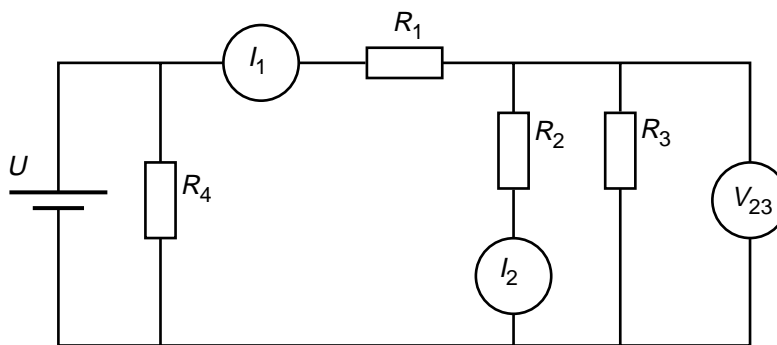 R₁
I₁
R₂
R₃
U
R₄
V₂₃
I₂